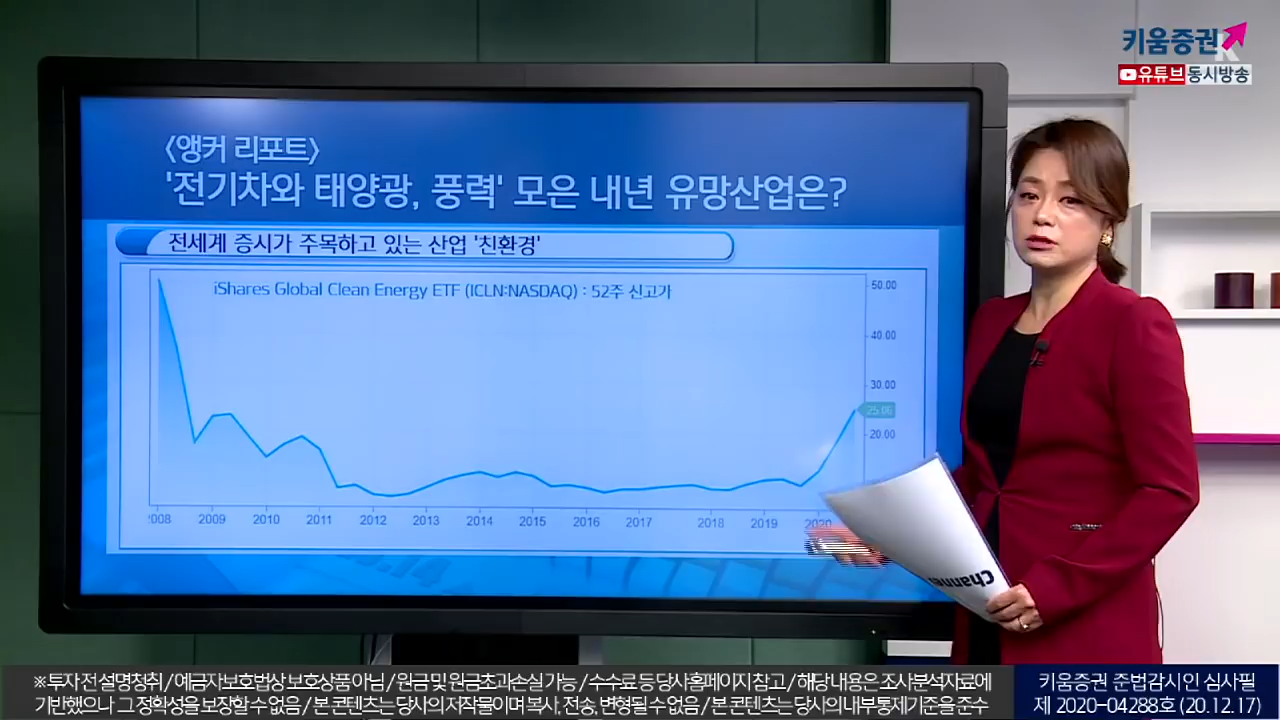 키움증권
유튜브 동시방송
<앵커 리포트>
'전기차와 태양광, 풍력' 모은 내년 유망산업은?
전세계 증시가 주목하고 있는 산업 '친환경'
iShares Global Clean Energy ETF (ICLN:NASDAQ) : 52주 신고가
50.00
40.00
30.00
25.06
20.00
2009 2010 2011 2012 2013 2014 2015 2016 2017 2018 2019 2020
Channel
※ 투자 전 설명청취 / 예금자보호법상 보호상품 아님 / 원금 및 원금초과손실 가능 / 수수료 등 당사홈페이지 참고 / 해당 내용은 조사분석자료에
기반했으나 그 정확성을 보장할 수 없음 / 본 콘텐츠는 당사의 저작물이며 복사, 전송, 변형될 수 없음 / 본 콘텐츠는 당사의 내부통제기준을 준수
키움증권 준법감시인 심사필
제 2020-04288호 (20.12.17)